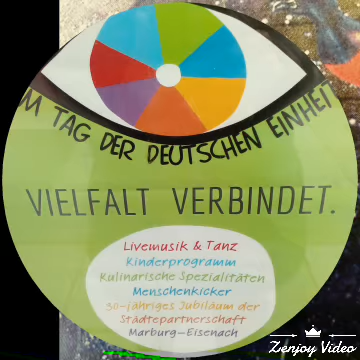 M TAG DER DEUTSCHEN EINHEIT
VIELFALT VERBINDET.
Livemusik & Tanz
Kinderprogramm
Kulinarische Spezialitäten
Menschenkicker
30-jähriges Jubiläum der
Städtepartnerschaft
Marburg-Eisenach
Zienjoy Video